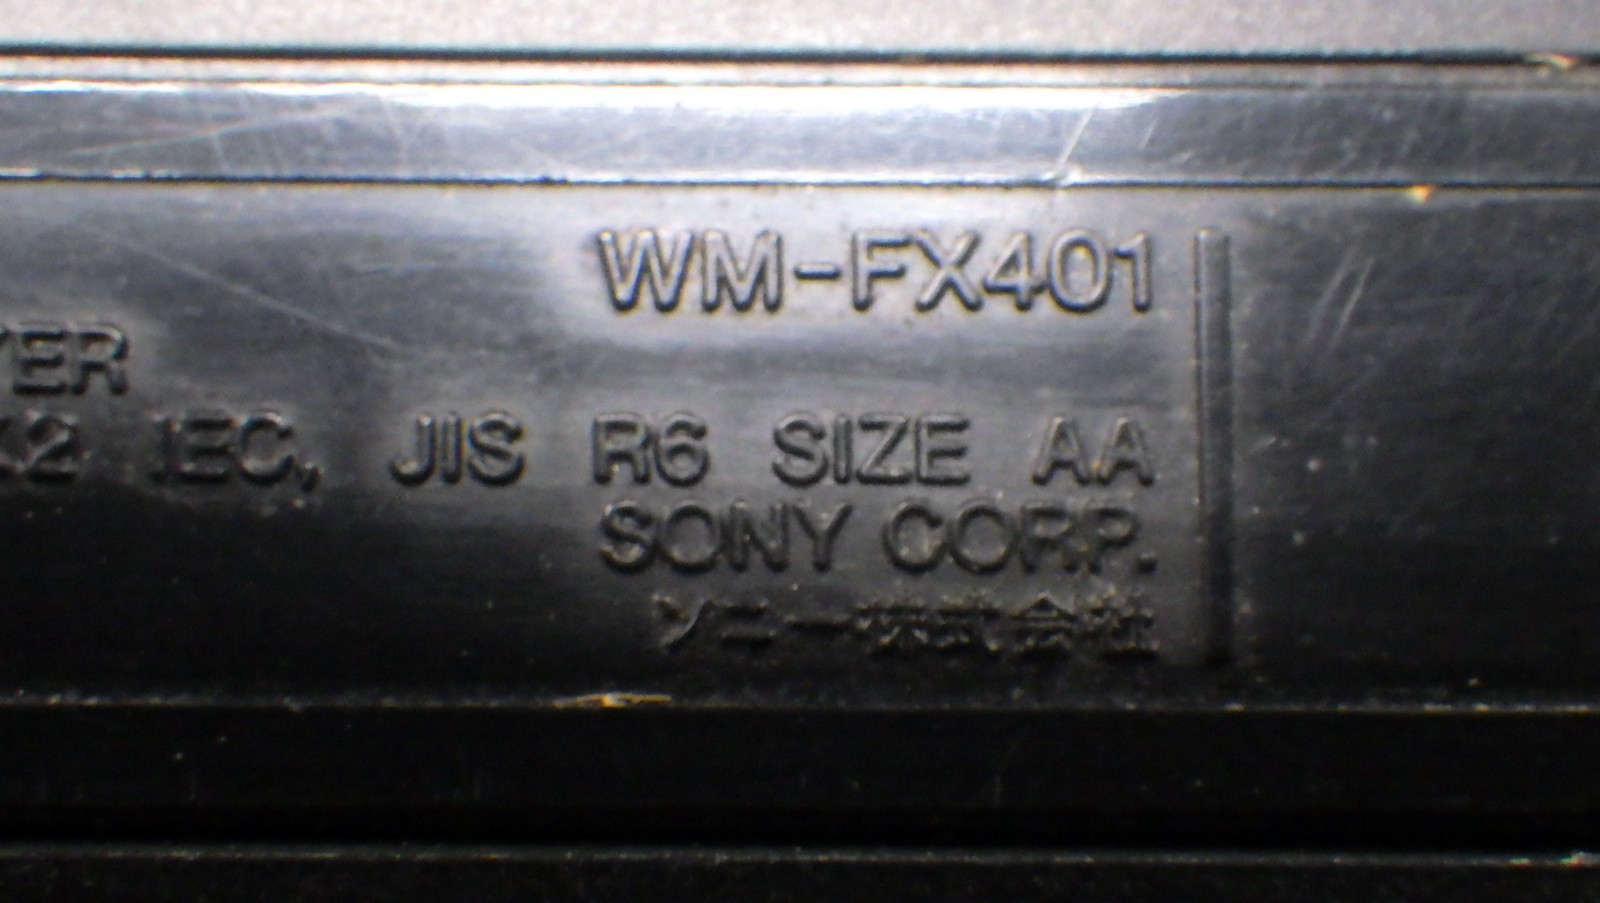 WM-FX401
YER
X2 IEC, JIS R6 SIZE AA
SONY CORP.
ソニー株式会社